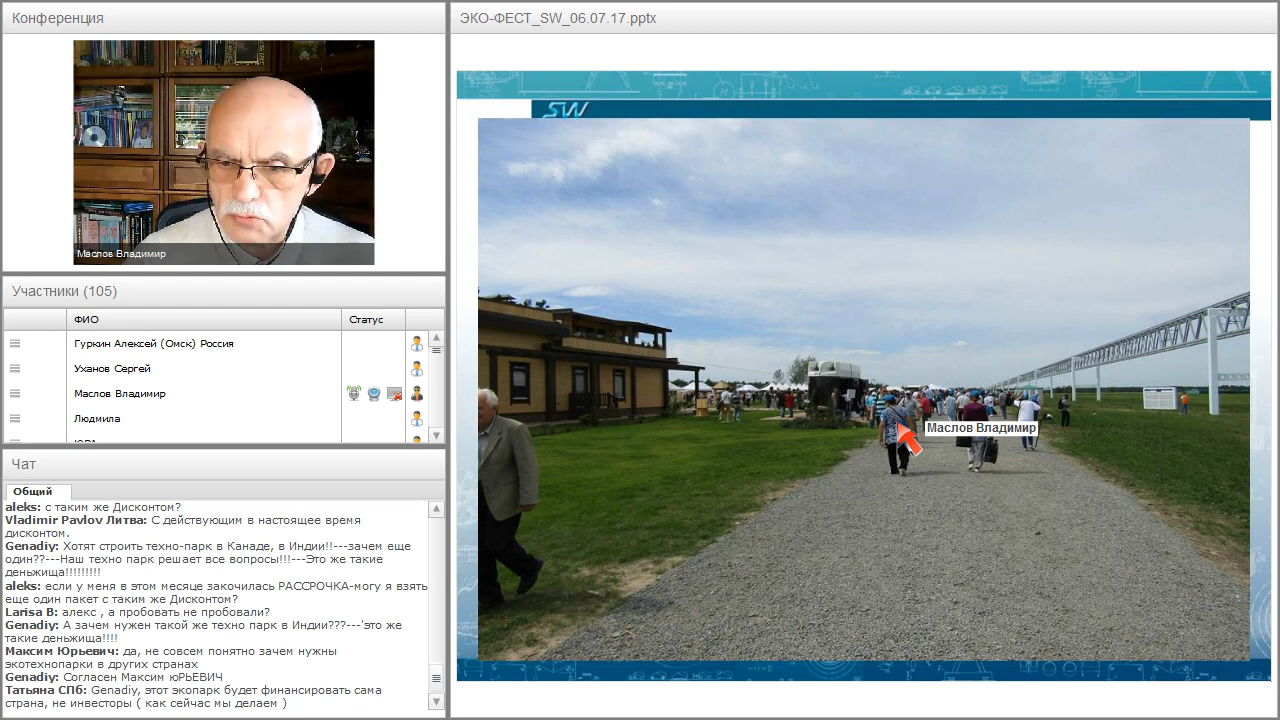 Конференция
Маслов Владимир
Участники (105)
ФИО
Статус
Гуркин Алексей (Омск) Россия
Уханов Сергей
Маслов Владимир
Людмила
Чат
Общий
aleks: с таким же Дисконтом?
Vladimir Pavlov Литва: С действующим в настоящее время
дисконтом.
Genadiy: Хотят строить техно-парк в Канаде, в Индии!!---зачем еще
один??---Наш техно парк решает все вопросы!!!---Это же такие
деньжища!!!!!!!!!
aleks: если у меня в этом месяце закочилась РАССРОЧКА-могу я взять
еще один пакет с таким же Дисконтом?
Larisa B: алекс , а пробовать не пробовали?
Genadiy: А зачем нужен такой же техно парк в Индии???---'это же
такие деньжища!!!!
Максим Юрьевич: да, не совсем понятно зачем нужны
экотехнопарки в других странах
Genadiy: Согласен Максим юРЬЕВИЧ
Татьяна СПб: Genadiy, этот экопарк будет финансировать сама
страна, не инвесторы ( как сейчас мы делаем )
ЭКО-ФЕСТ_SW_06.07.17.pptx
SW
Маслов Владимир